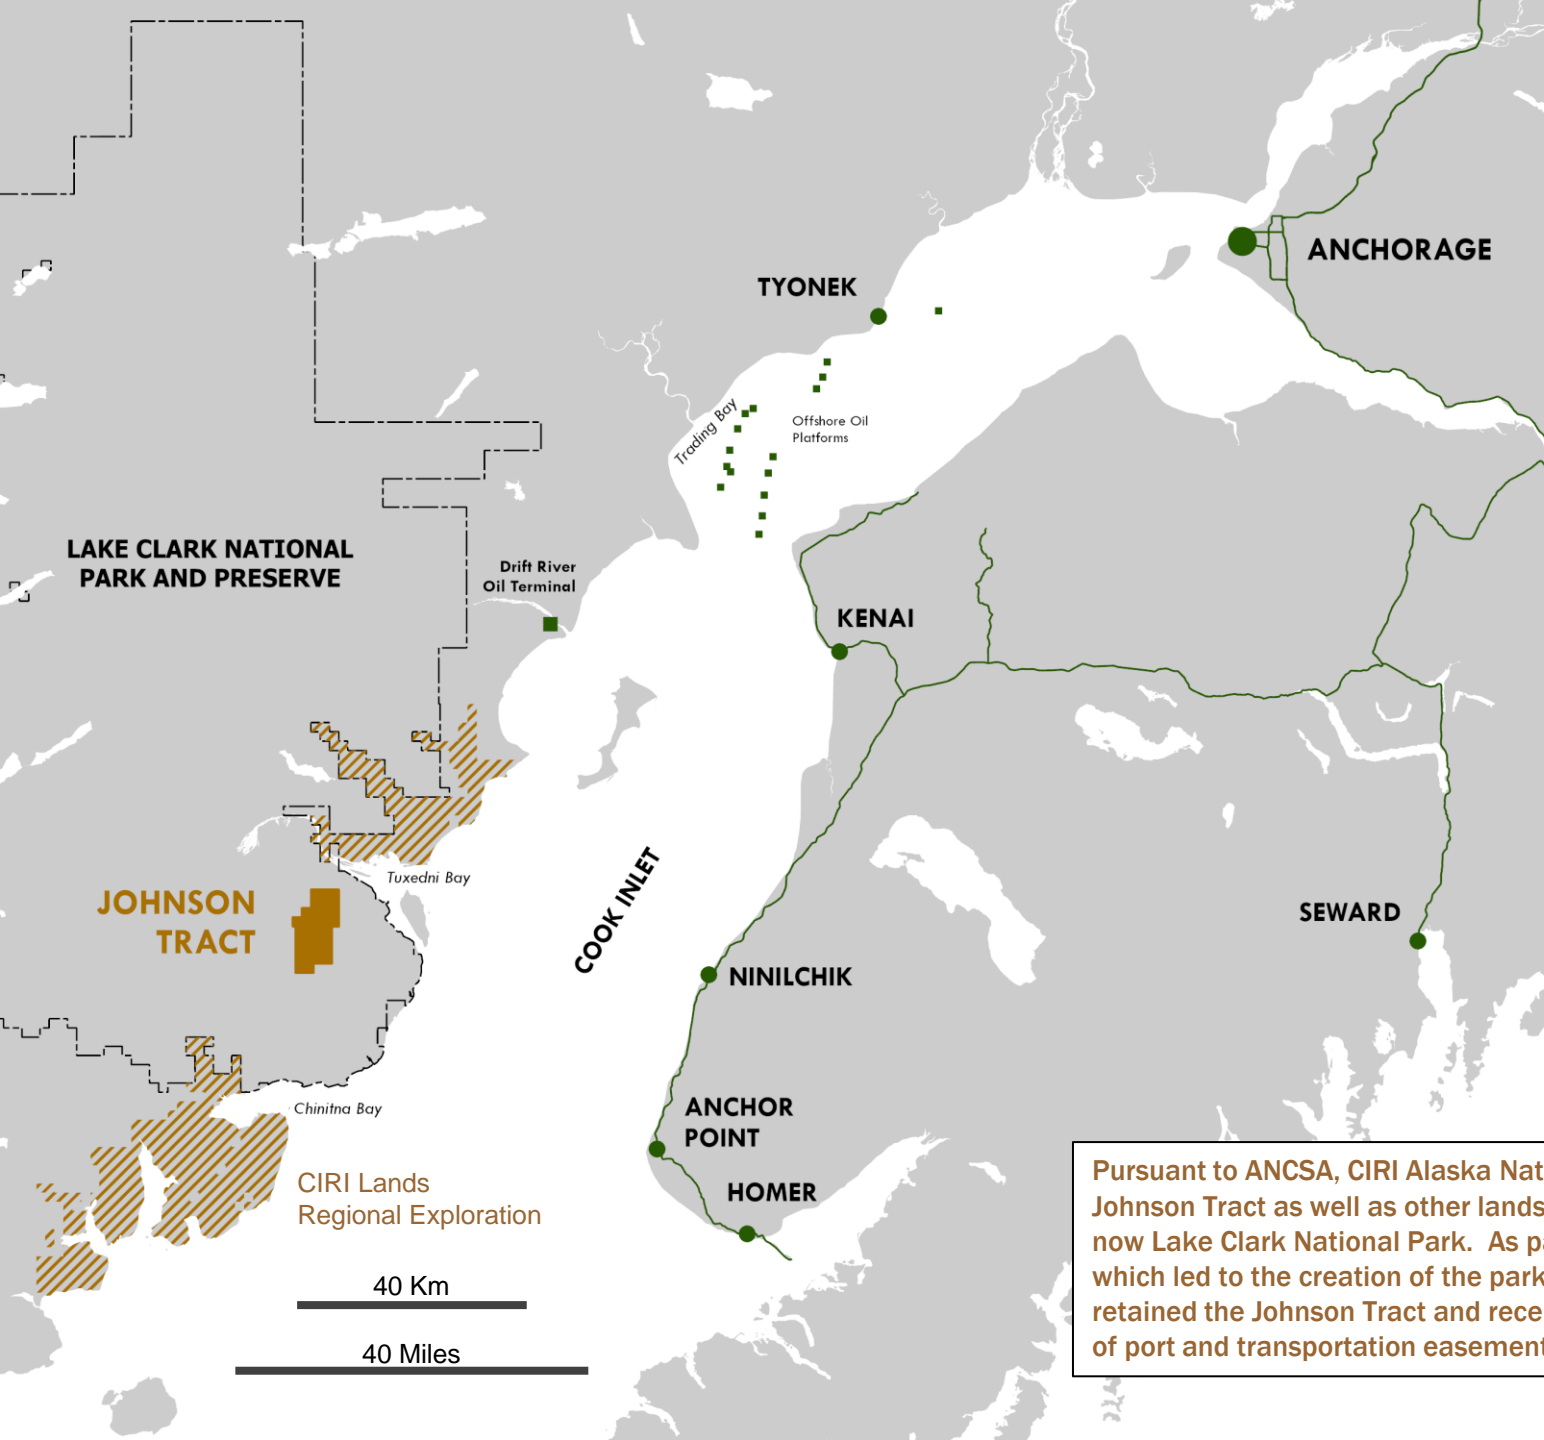 ANCHORAGE
TYONEK
Trading Bay
Offshore Oil
Platforms
LAKE CLARK NATIONAL
PARK AND PRESERVE
Drift River
Oil Terminal
KENAI
Tuxedni Bay
JOHNSON
TRACT
COOK INLET
SEWARD
NINILCHIK
Chinitna Bay
ANCHOR
POINT
CIRI Lands
Regional Exploration
HOMER
40 Km
40 Miles
Pursuant to ANCSA, CIRI Alaska Nat
Johnson Tract as well as other lands
now Lake Clark National Park.  As pa
which led to the creation of the park
retained the Johnson Tract and rece
of port and transportation easement